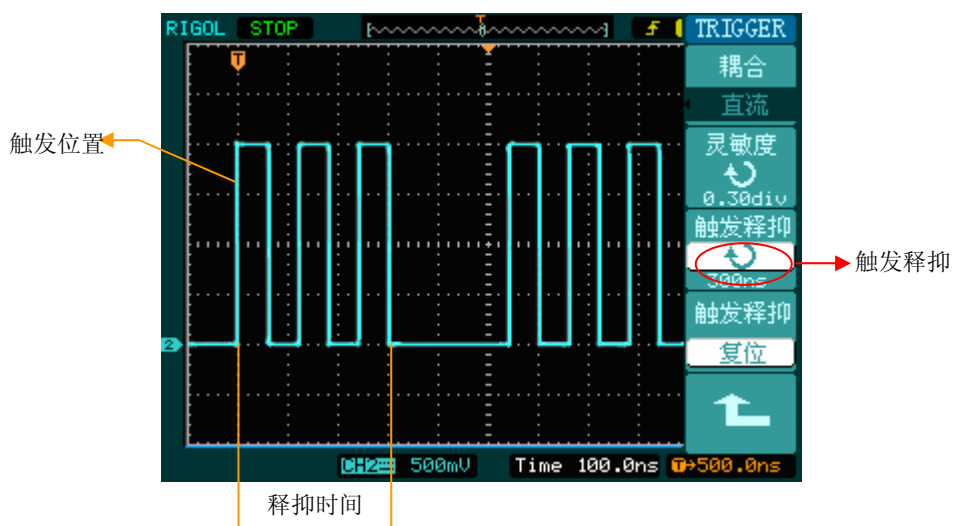 RIGOL STOP T TRIGGER
T
耦合
直流
触发位置
灵敏度
0.30div
触发释抑
触发释抑
300ns
触发释抑
2
复位
CH2 500mV Time 100.0ns T→500.0ns
释抑时间